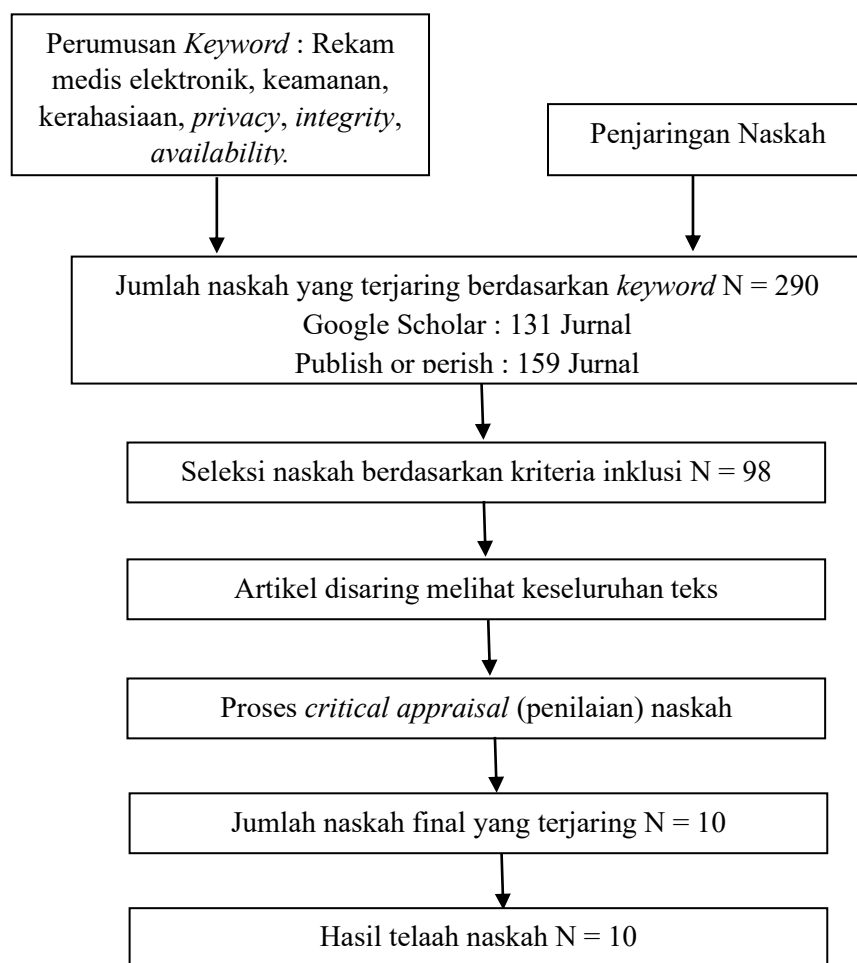 Perumusan Keyword : Rekam
medis elektronik, keamanan,
kerahasiaan, privacy, integrity,
availability.
Penjaringan Naskah
Jumlah naskah yang terjaring berdasarkan keyword N = 290
Google Scholar : 131 Jurnal
Publish or perish : 159 Jurnal
Seleksi naskah berdasarkan kriteria inklusi N = 98
Artikel disaring melihat keseluruhan teks
Proses critical appraisal (penilaian) naskah
Jumlah naskah final yang terjaring N = 10
Hasil telaah naskah N = 10